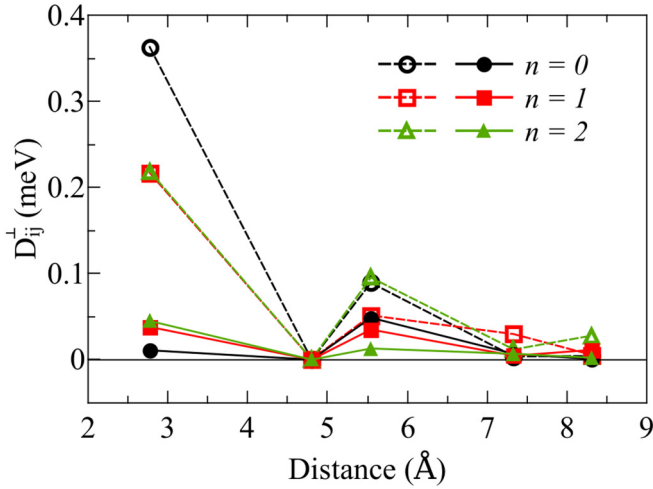 0.4
0.3
0.2
0.1
0
D⊥ij (meV)
n = 0
n = 1
n = 2
2 3 4 5 6 7 8 9
Distance (Å)